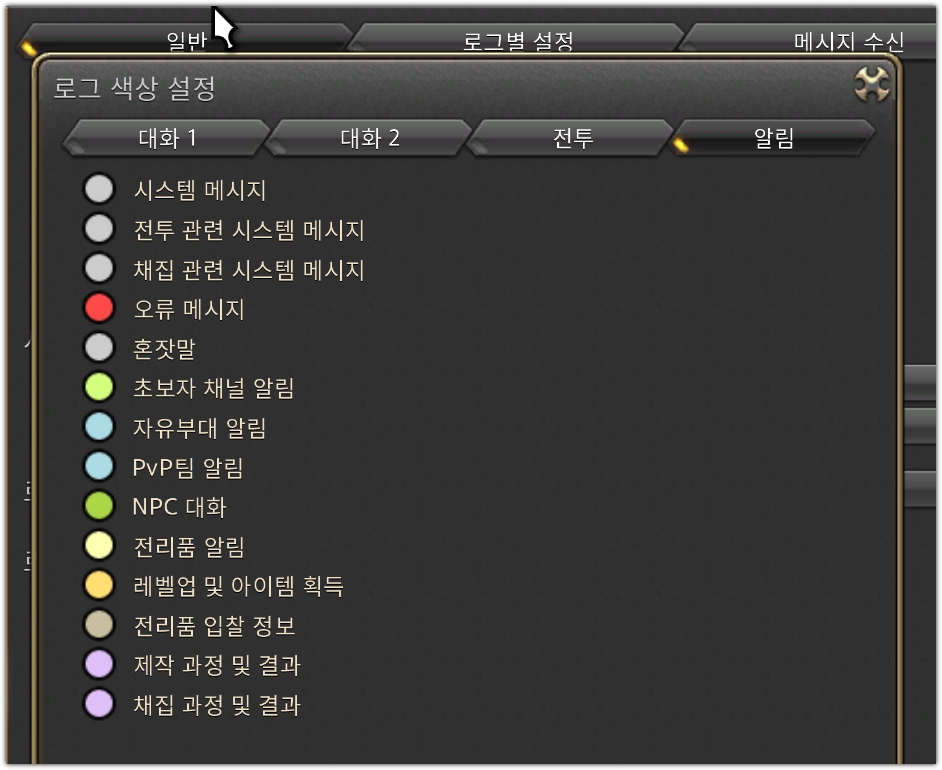 일반
로그별 설정
메시지 수신
로그 색상 설정
대화 1
대화 2
전투
알림
시스템 메시지
전투 관련 시스템 메시지
채집 관련 시스템 메시지
오류 메시지
혼잣말
초보자 채널 알림
자유부대 알림
PvP팀 알림
NPC 대화
전리품 알림
레벨업 및 아이템 획득
전리품 입찰 정보
제작 과정 및 결과
채집 과정 및 결과